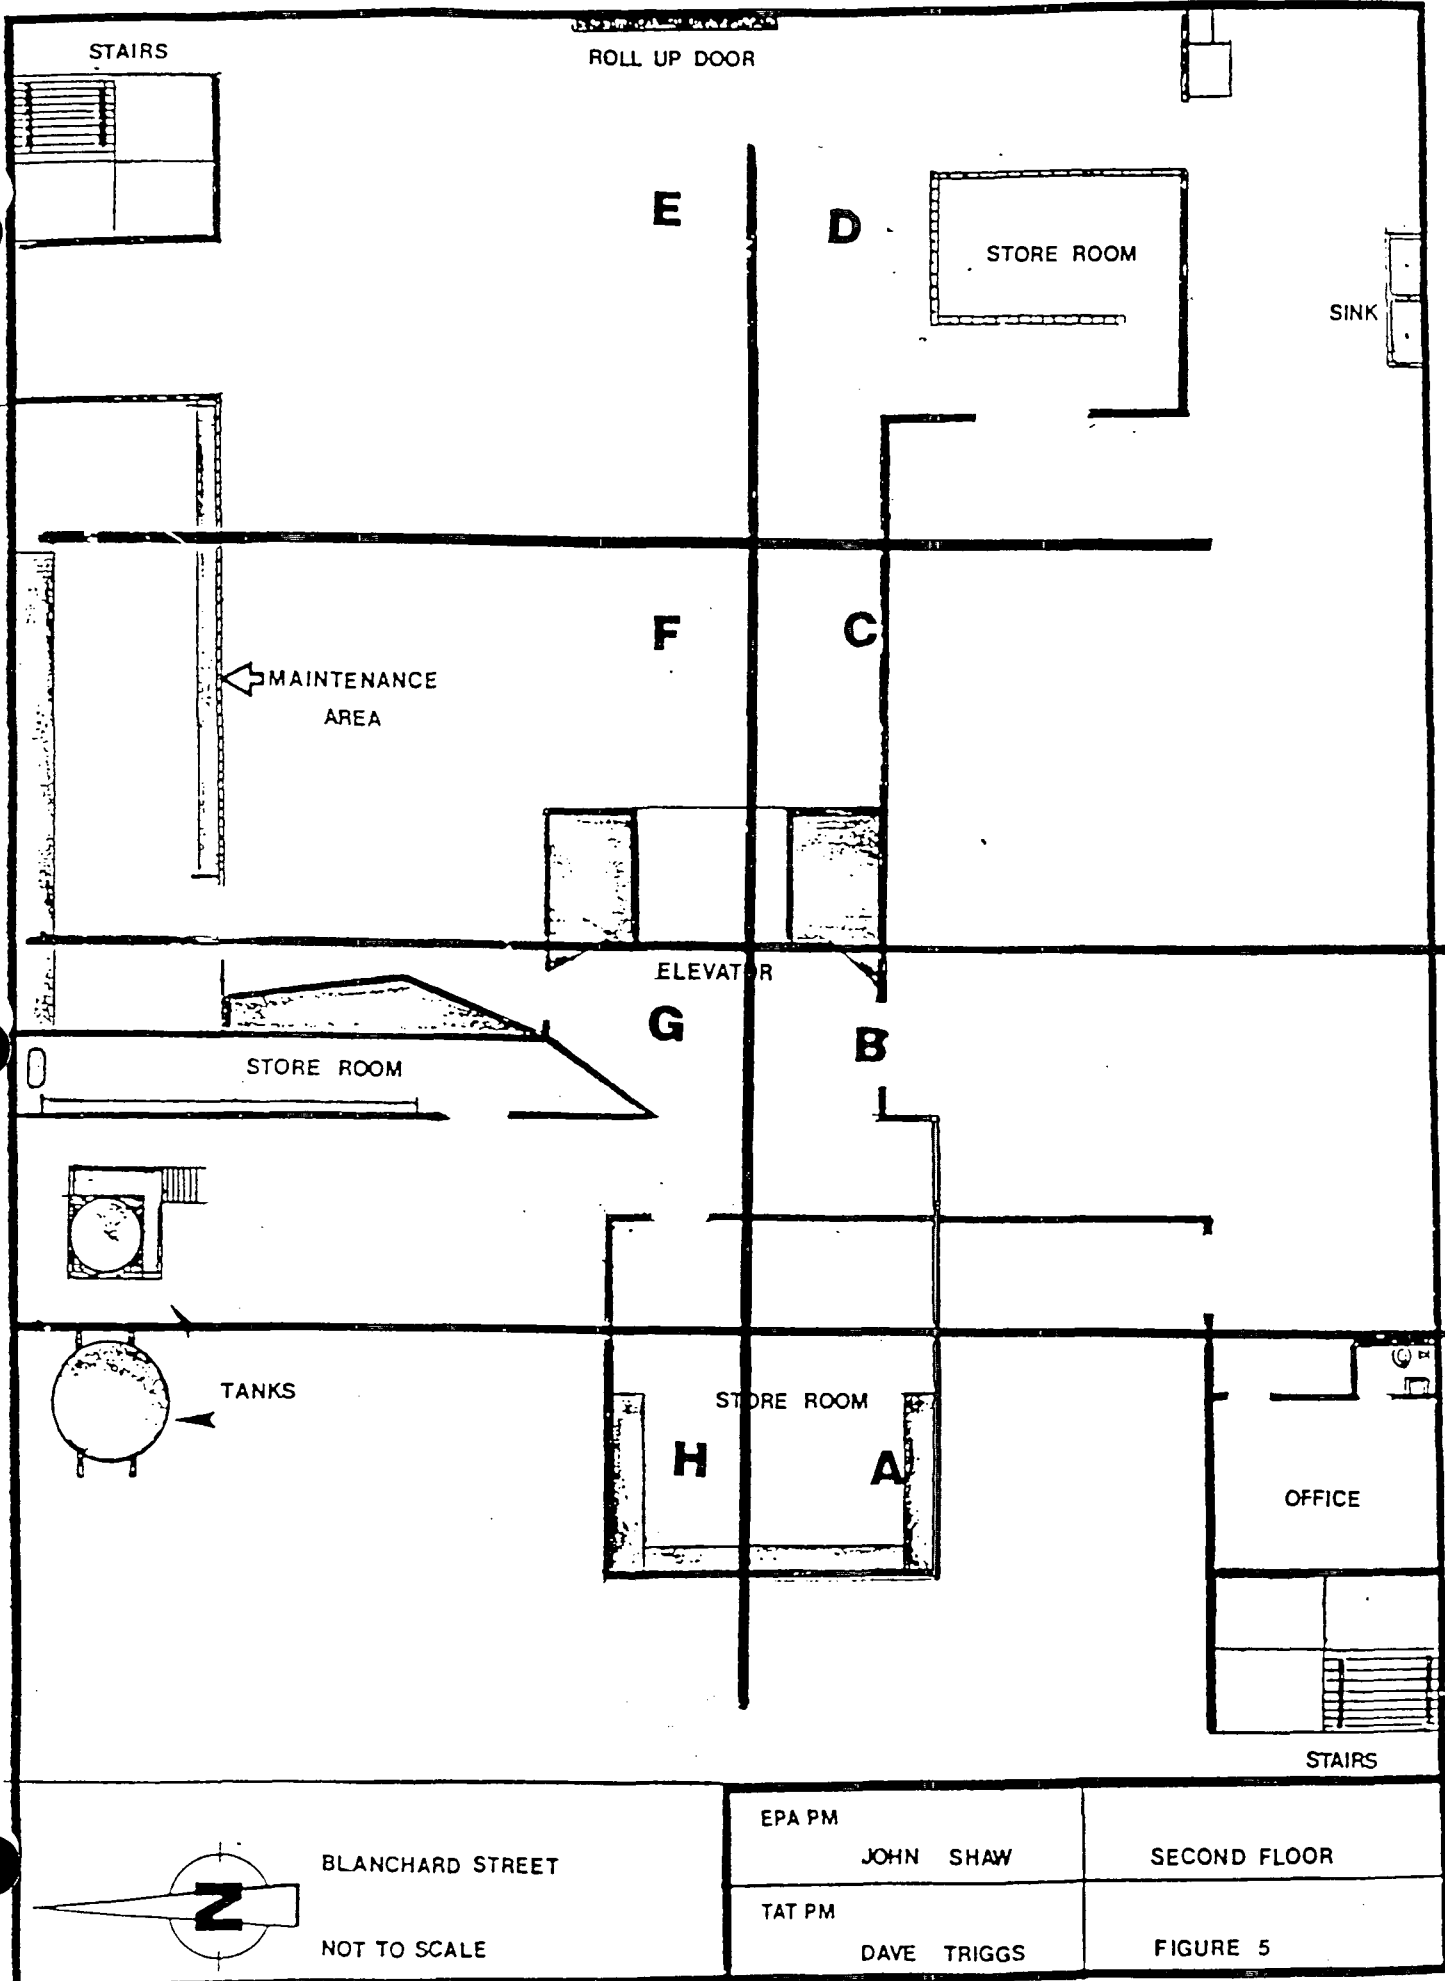 STAIRS
ROLL UP DOOR
E
D
STORE ROOM
SINK
F
C
MAINTENANCE
AREA
ELEVATOR
G
B
STORE ROOM
TANKS
STORE ROOM
H
A
OFFICE
STAIRS
EPA PM
JOHN SHAW
SECOND FLOOR
BLANCHARD STREET
N
TAT PM
NOT TO SCALE
DAVE TRIGGS
FIGURE 5